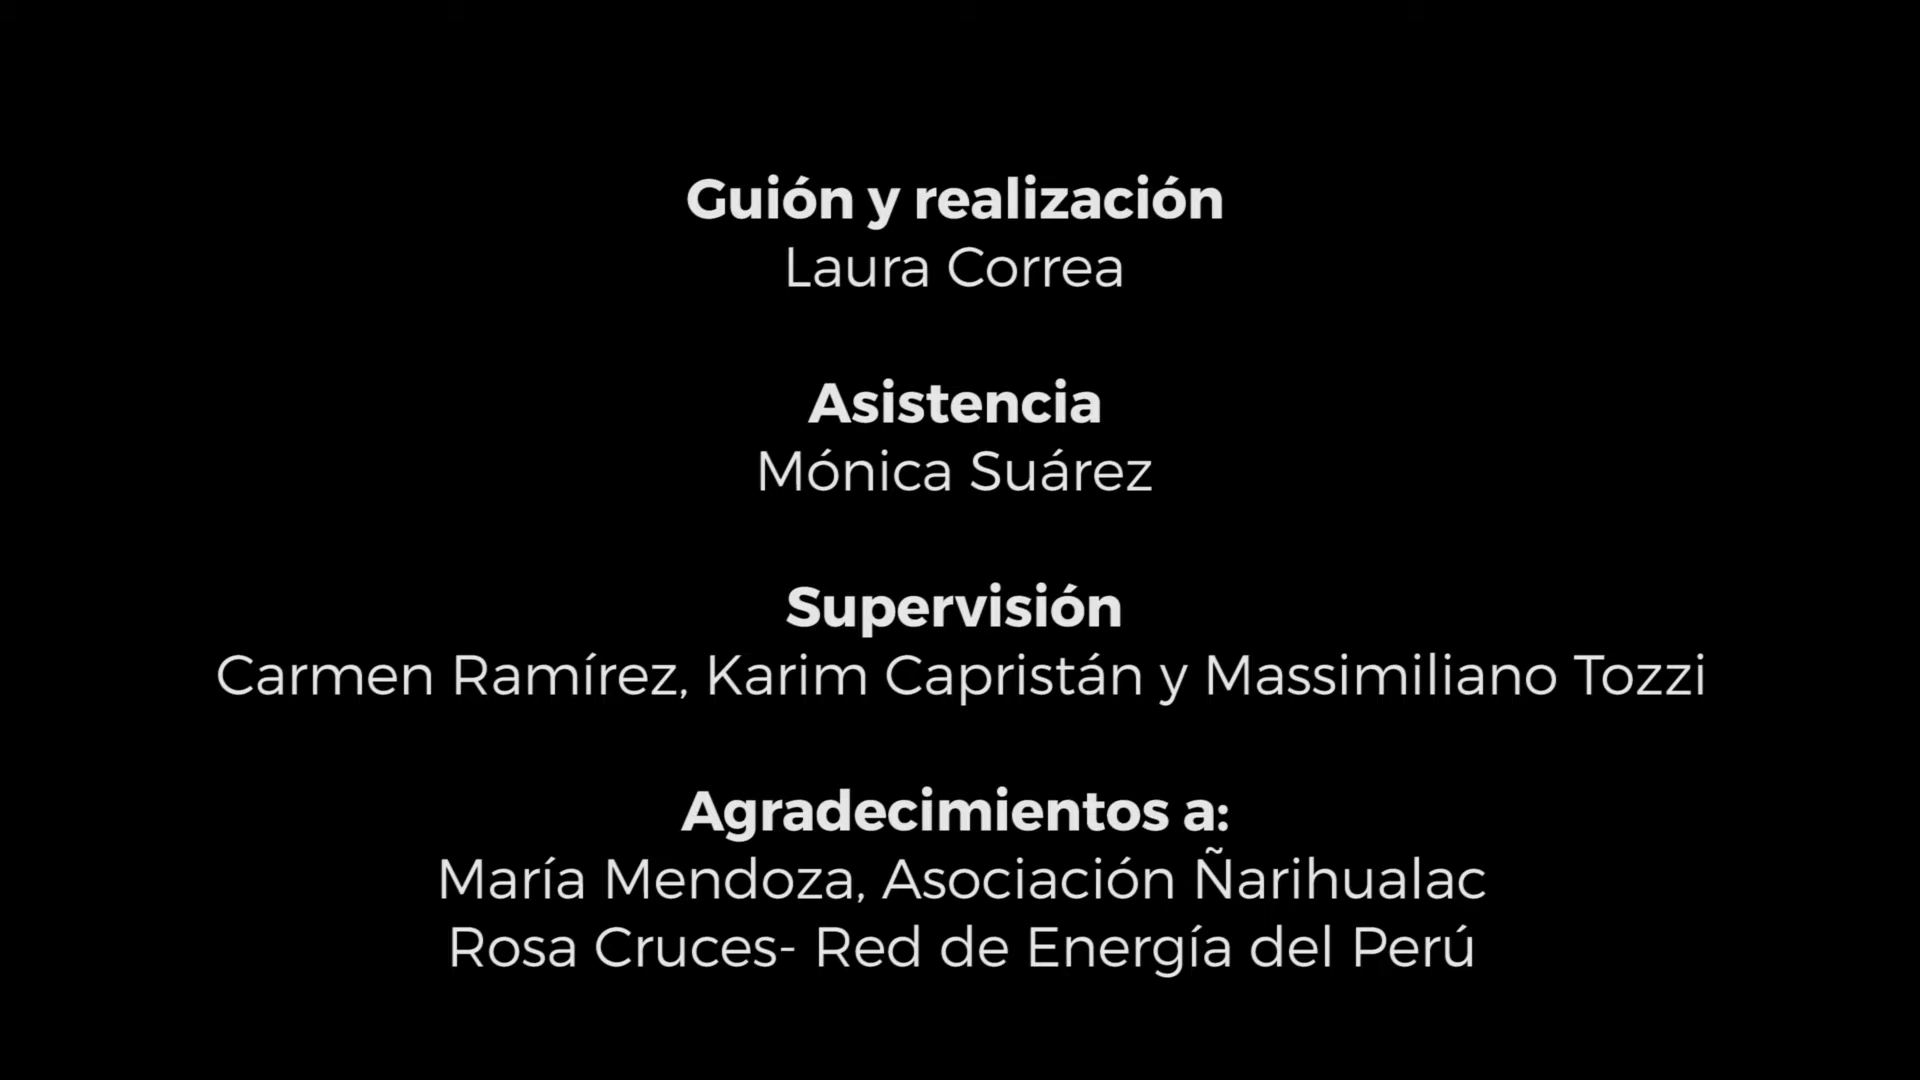 Guión y realización
Laura Correa
Asistencia
Mónica Suárez
Supervisión
Carmen Ramírez, Karim Capristán y Massimiliano Tozzi
Agradecimientos a:
María Mendoza, Asociación Ñarihualac
Rosa Cruces- Red de Energía del Perú